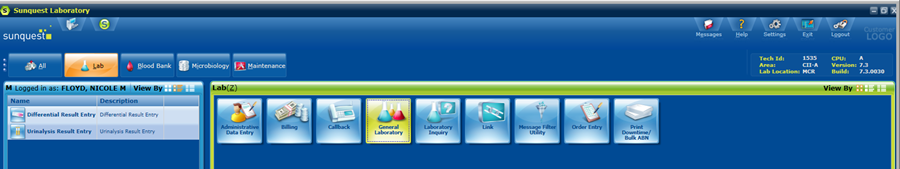 Sunquest Laboratory
sunquest
Messages Help Settings Exit Logout
Customer LOGO
All Lab Blood Bank Microbiology Maintenance
Tech Id: 1535 CPU: A
Area: CII-A Version: 7.3
Lab Location: MCR Build: 7.3.0030
M Logged in as: FLOYD, NICOLE M View By
Lab(Z) View By
Name Description
Differential Result Entry Differential Result Entry
Urinalysis Result Entry Urinalysis Result Entry
Administrative Data Entry
Billing
Callback
General Laboratory
Laboratory Inquiry
Link
Message Filter Utility
Order Entry
Print Downtime/ Bulk ABN